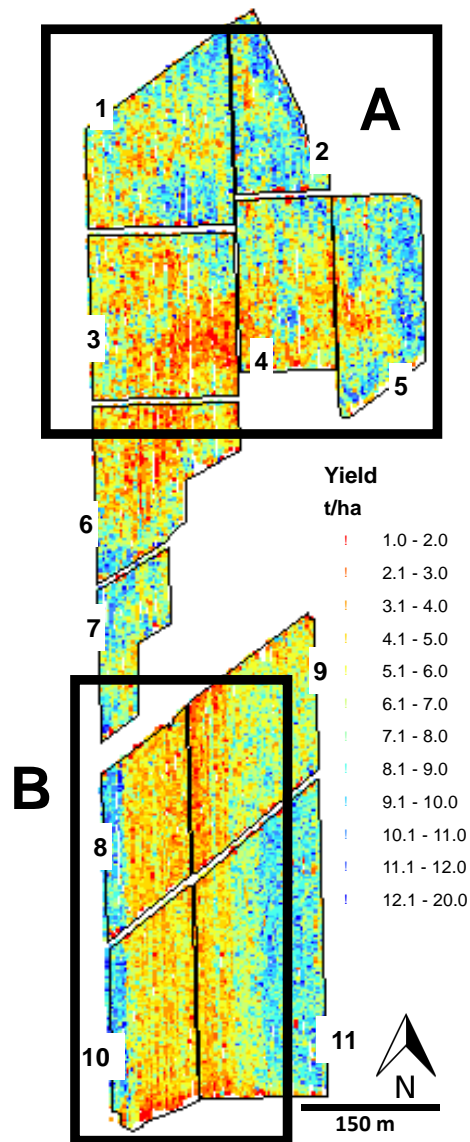 1
A
2
3
4
5
Yield
t/ha
6
1.0 - 2.0
2.1 - 3.0
3.1 - 4.0
7
4.1 - 5.0
5.1 - 6.0
9
6.1 - 7.0
7.1 - 8.0
8.1 - 9.0
B
9.1 - 10.0
8
10.1 - 11.0
11.1 - 12.0
12.1 - 20.0
10
11
N
150 m